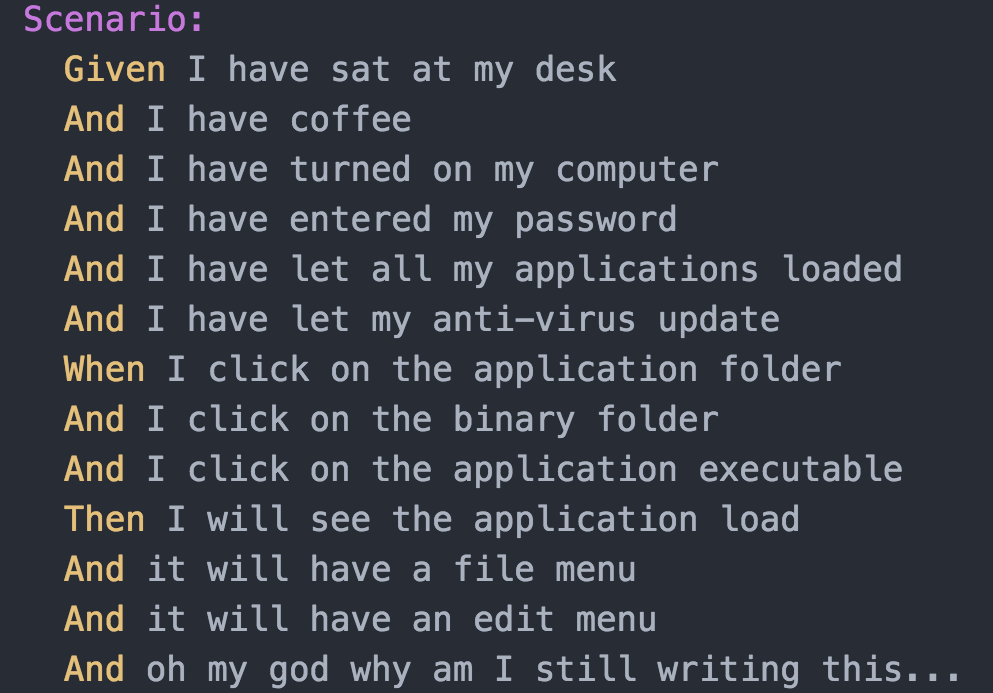 Scenario:
Given I have sat at my desk
And I have coffee
And I have turned on my computer
And I have entered my password
And I have let all my applications loaded
And I have let my anti-virus update
When I click on the application folder
And I click on the binary folder
And I click on the application executable
Then I will see the application load
And it will have a file menu
And it will have an edit menu
And oh my god why am I still writing this...